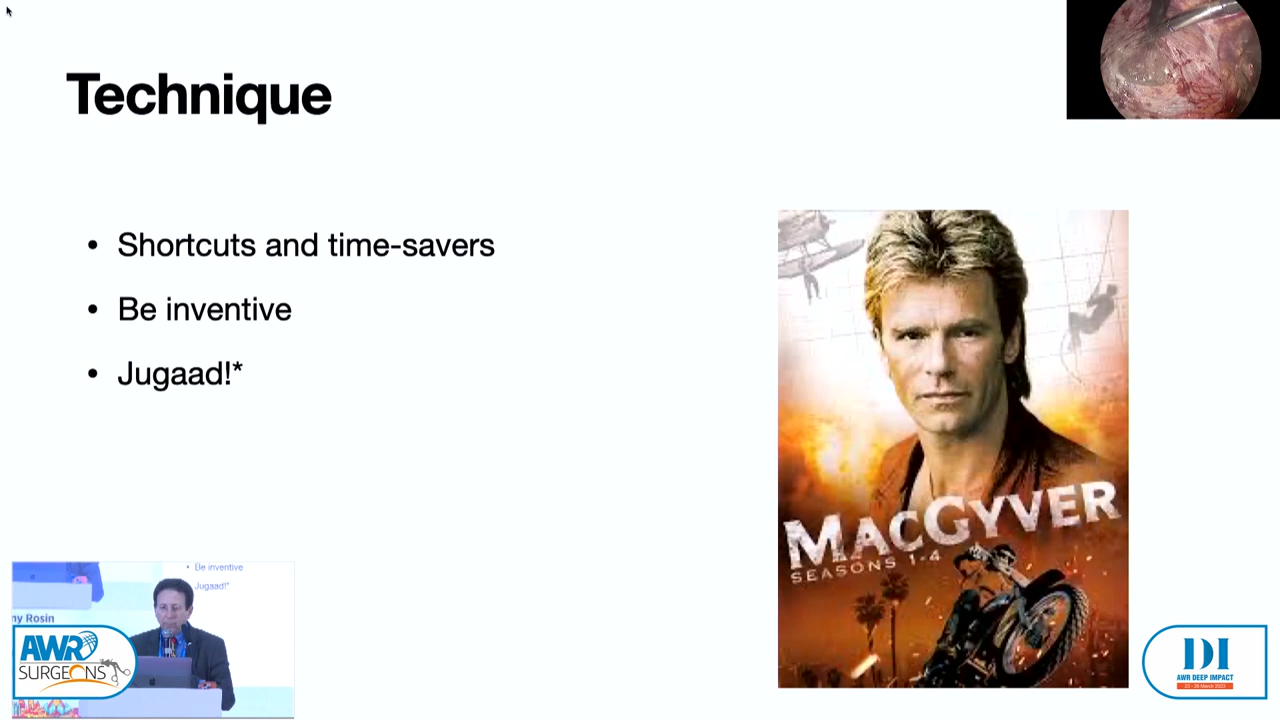 Technique
• Shortcuts and time-savers
• Be inventive
• Jugaad!*
MACGYVER
SEASONS 1-4
• Be inventive
Jugaad!*
ny Rosin
AWR
SURGEONS
DI
AWR DEEP IMPACT